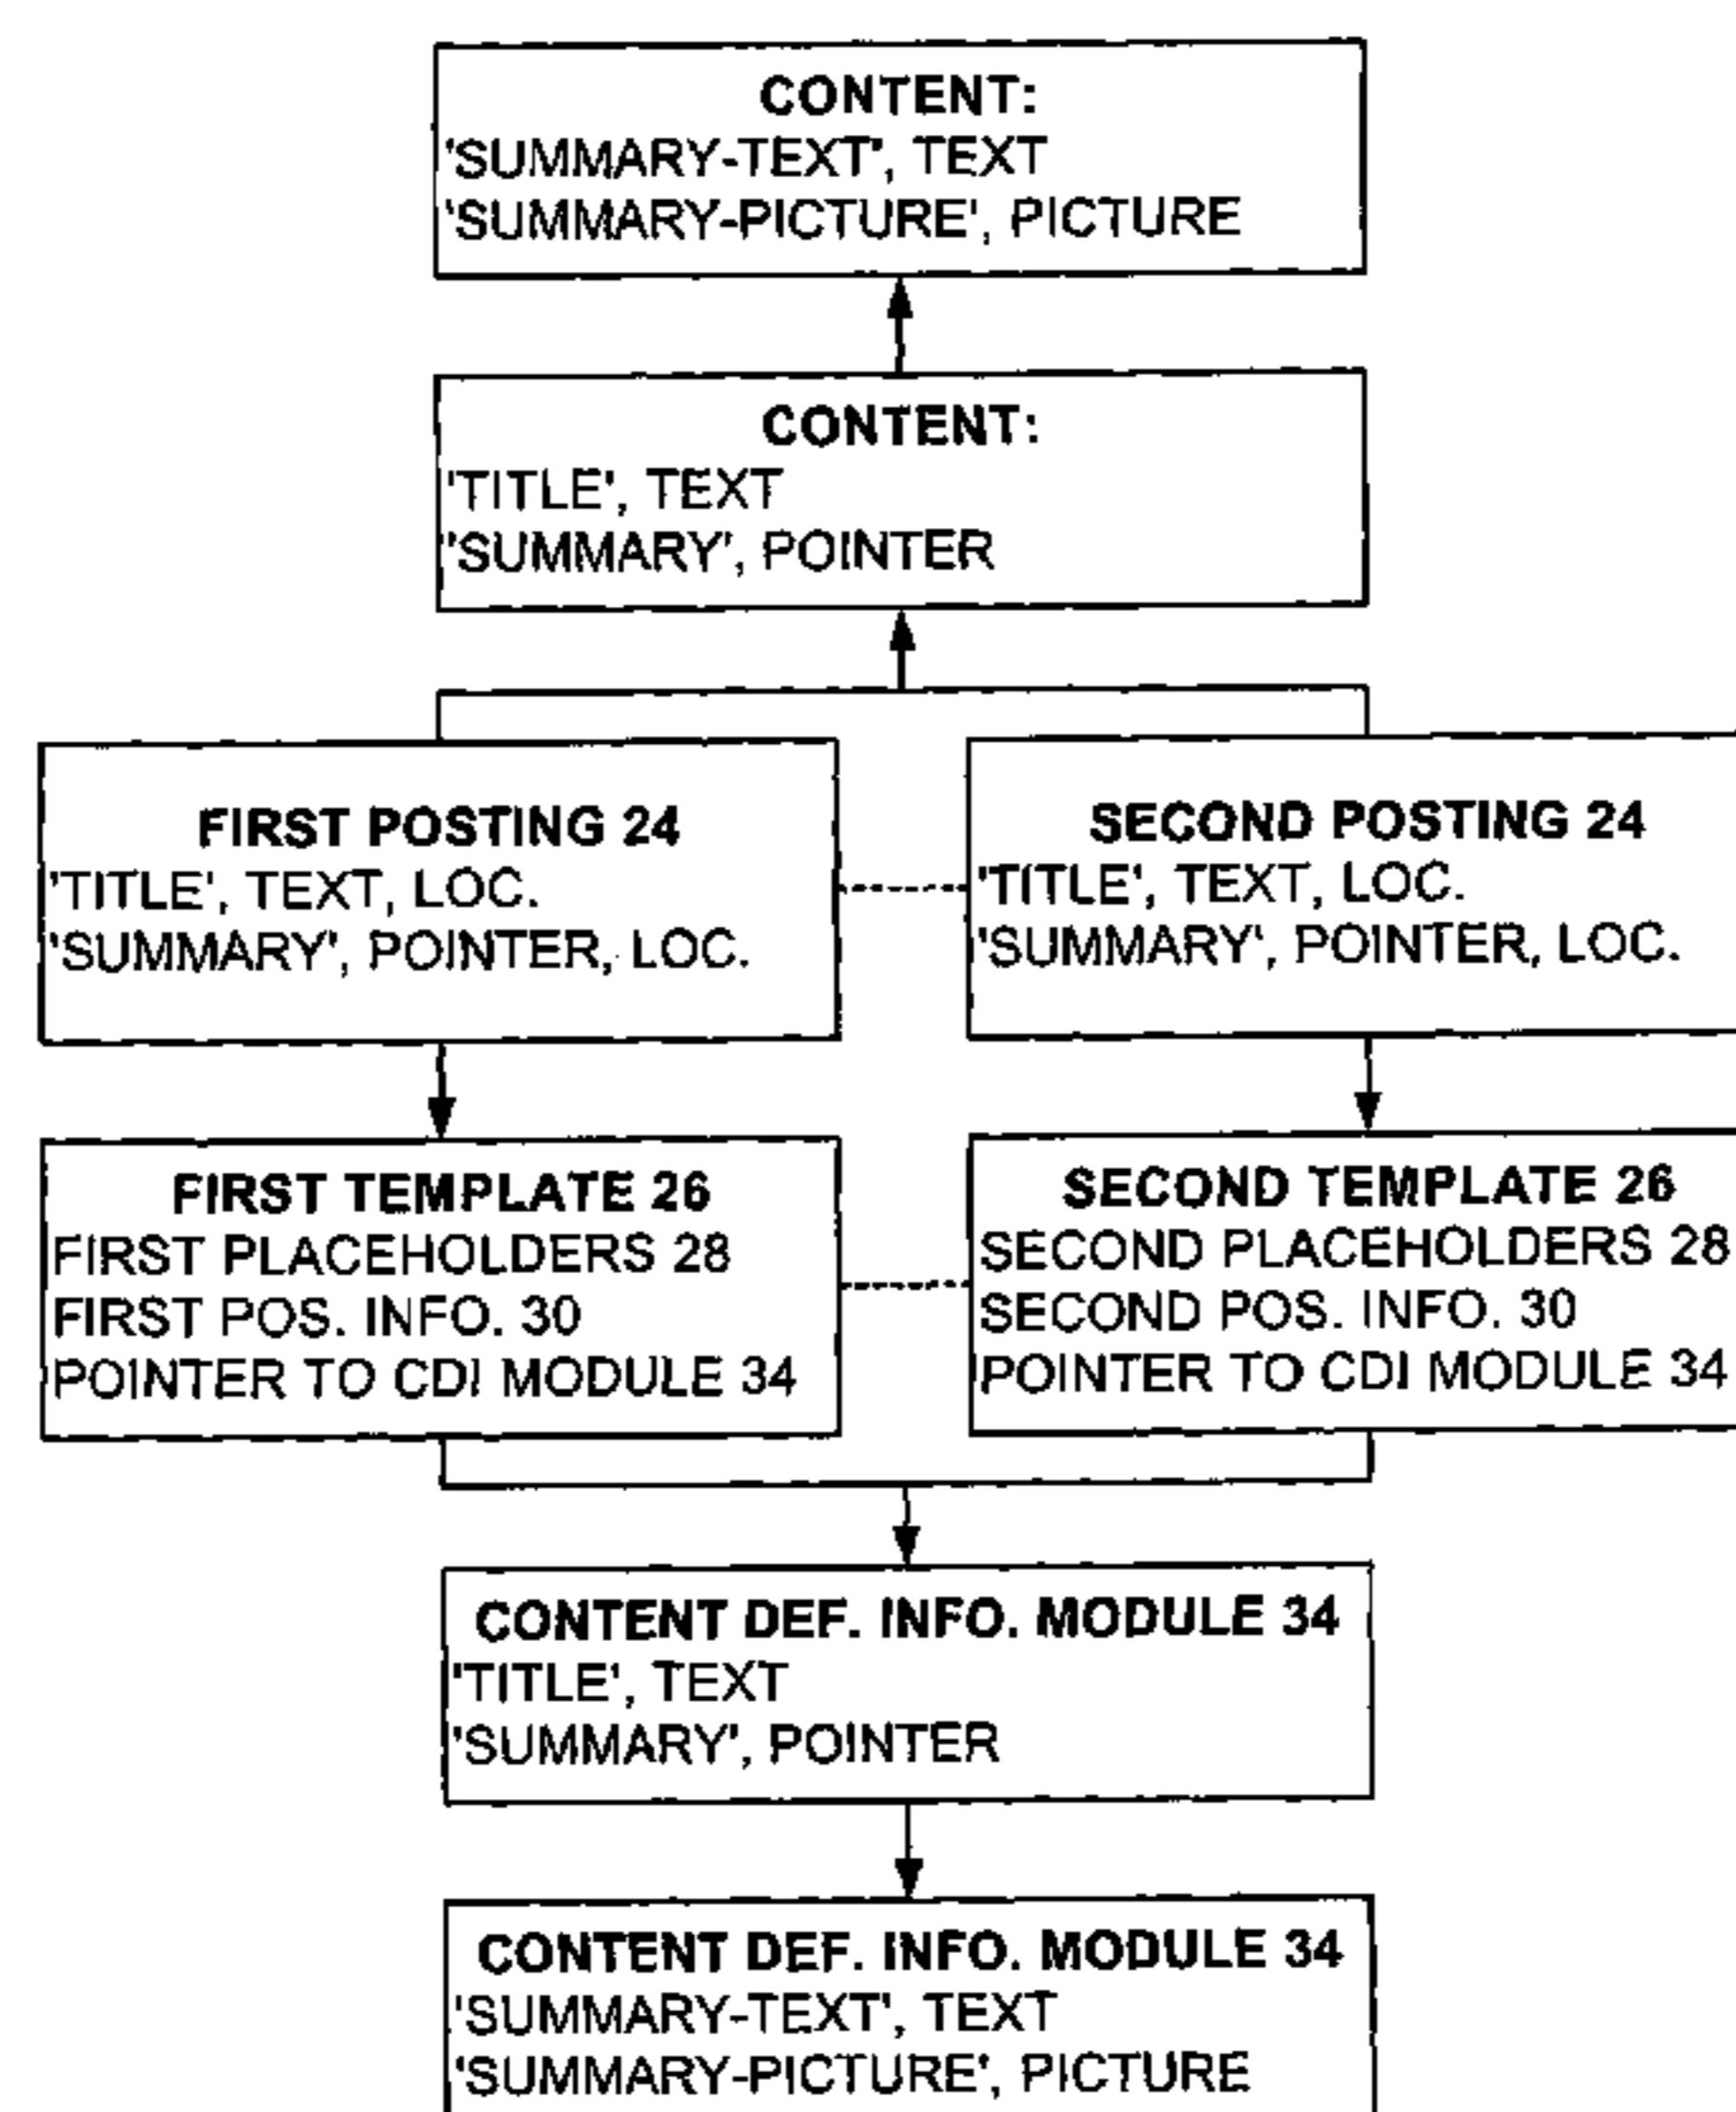 CONTENT:
'SUMMARY-TEXT', TEXT
'SUMMARY-PICTURE', PICTURE
CONTENT:
'TITLE', TEXT
'SUMMARY', POINTER
FIRST POSTING 24
'TITLE', TEXT, LOC.
'SUMMARY', POINTER, LOC.
SECOND POSTING 24
'TITLE', TEXT, LOC.
'SUMMARY', POINTER, LOC.
FIRST TEMPLATE 26
FIRST PLACEHOLDERS 28
FIRST POS. INFO. 30
POINTER TO CDI MODULE 34
SECOND TEMPLATE 26
SECOND PLACEHOLDERS 28
SECOND POS. INFO. 30
POINTER TO CDI MODULE 34
CONTENT DEF. INFO. MODULE 34
'TITLE', TEXT
'SUMMARY', POINTER
CONTENT DEF. INFO. MODULE 34
'SUMMARY-TEXT', TEXT
'SUMMARY-PICTURE', PICTURE